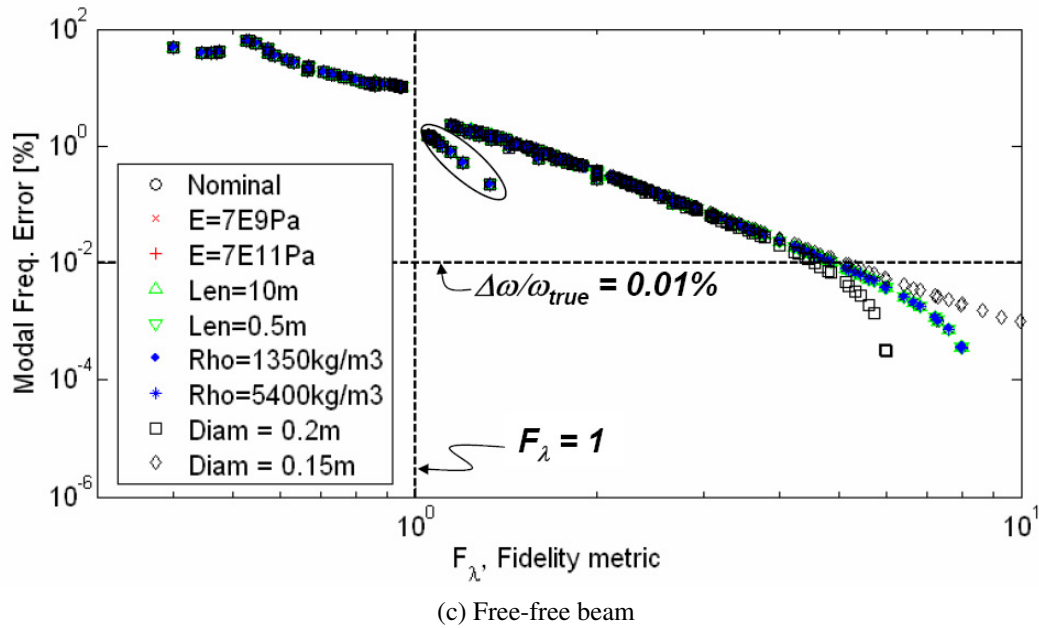 10^2
10^0
10^-2
10^-4
10^-6
Modal Freq. Error [%]
Nominal
E=7E9Pa
E=7E11Pa
Len=10m
Len=0.5m
Rho=1350kg/m3
Rho=5400kg/m3
Diam = 0.2m
Diam = 0.15m
Δω/ω_true = 0.01%
F_λ = 1
10^0
10^1
F_λ, Fidelity metric
(c) Free-free beam